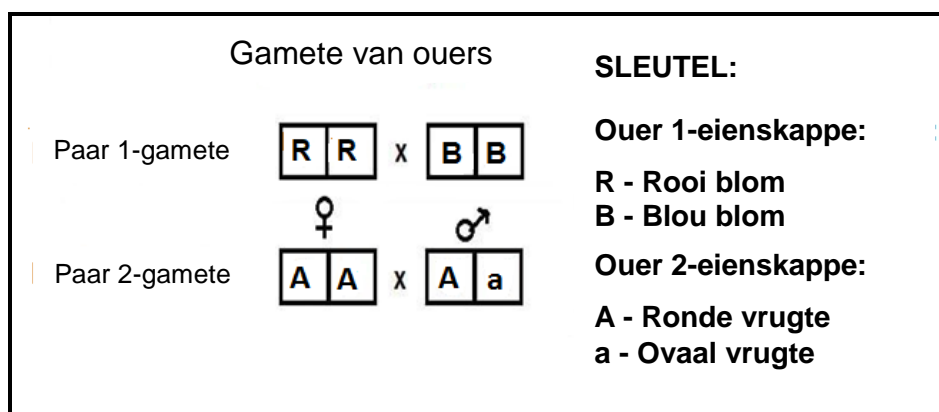 Gamete van ouers
Paar 1-gamete R R x B B
♀ ♂
Paar 2-gamete A A x A a
SLEUTEL:
Ouer 1-eienskappe:
R - Rooi blom
B - Blou blom
Ouer 2-eienskappe:
A - Ronde vrugte
a - Ovaal vrugte